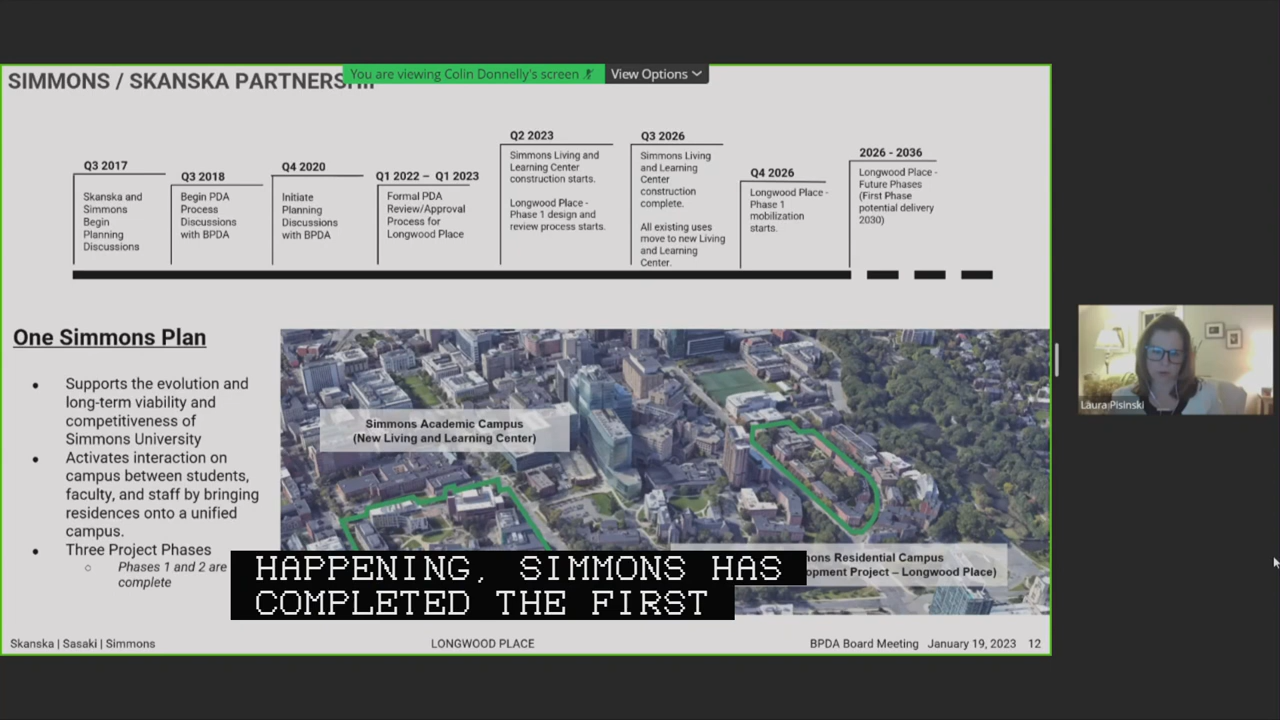 You are viewing Colin Donnelly's screen
View Options
SIMMONS / SKANSKA PARTNERSHIP
Q3 2017
Skanska and
Simmons
Begin
Planning
Discussions
Q3 2018
Begin PDA
Process
Discussions
with BPDA
Q4 2020
Initiate
Planning
Discussions
with BPDA
Q1 2022 – Q1 2023
Formal PDA
Review/Approval
Process for
Longwood Place
Q2 2023
Simmons Living and
Learning Center
construction starts.
Longwood Place -
Phase 1 design and
review process starts.
Q3 2026
Simmons Living
and Learning
Center
construction
complete.
All existing uses
move to new Living
and Learning
Center.
Q4 2026
Longwood Place -
Phase 1
mobilization
starts.
2026 - 2036
Longwood Place -
Future Phases
(First Phase
potential delivery
2030)
One Simmons Plan
● Supports the evolution and
long-term viability and
competitiveness of
Simmons University
● Activates interaction on
campus between students,
faculty, and staff by bringing
residences onto a unified
campus.
● Three Project Phases
○ Phases 1 and 2 are
complete
Simmons Academic Campus
(New Living and Learning Center)
mons Residential Campus
opment Project – Longwood Place)
HAPPENING, SIMMONS HAS
COMPLETED THE FIRST
Skanska | Sasaki | Simmons
LONGWOOD PLACE
BPDA Board Meeting January 19, 2023 12
Laura Pisinski